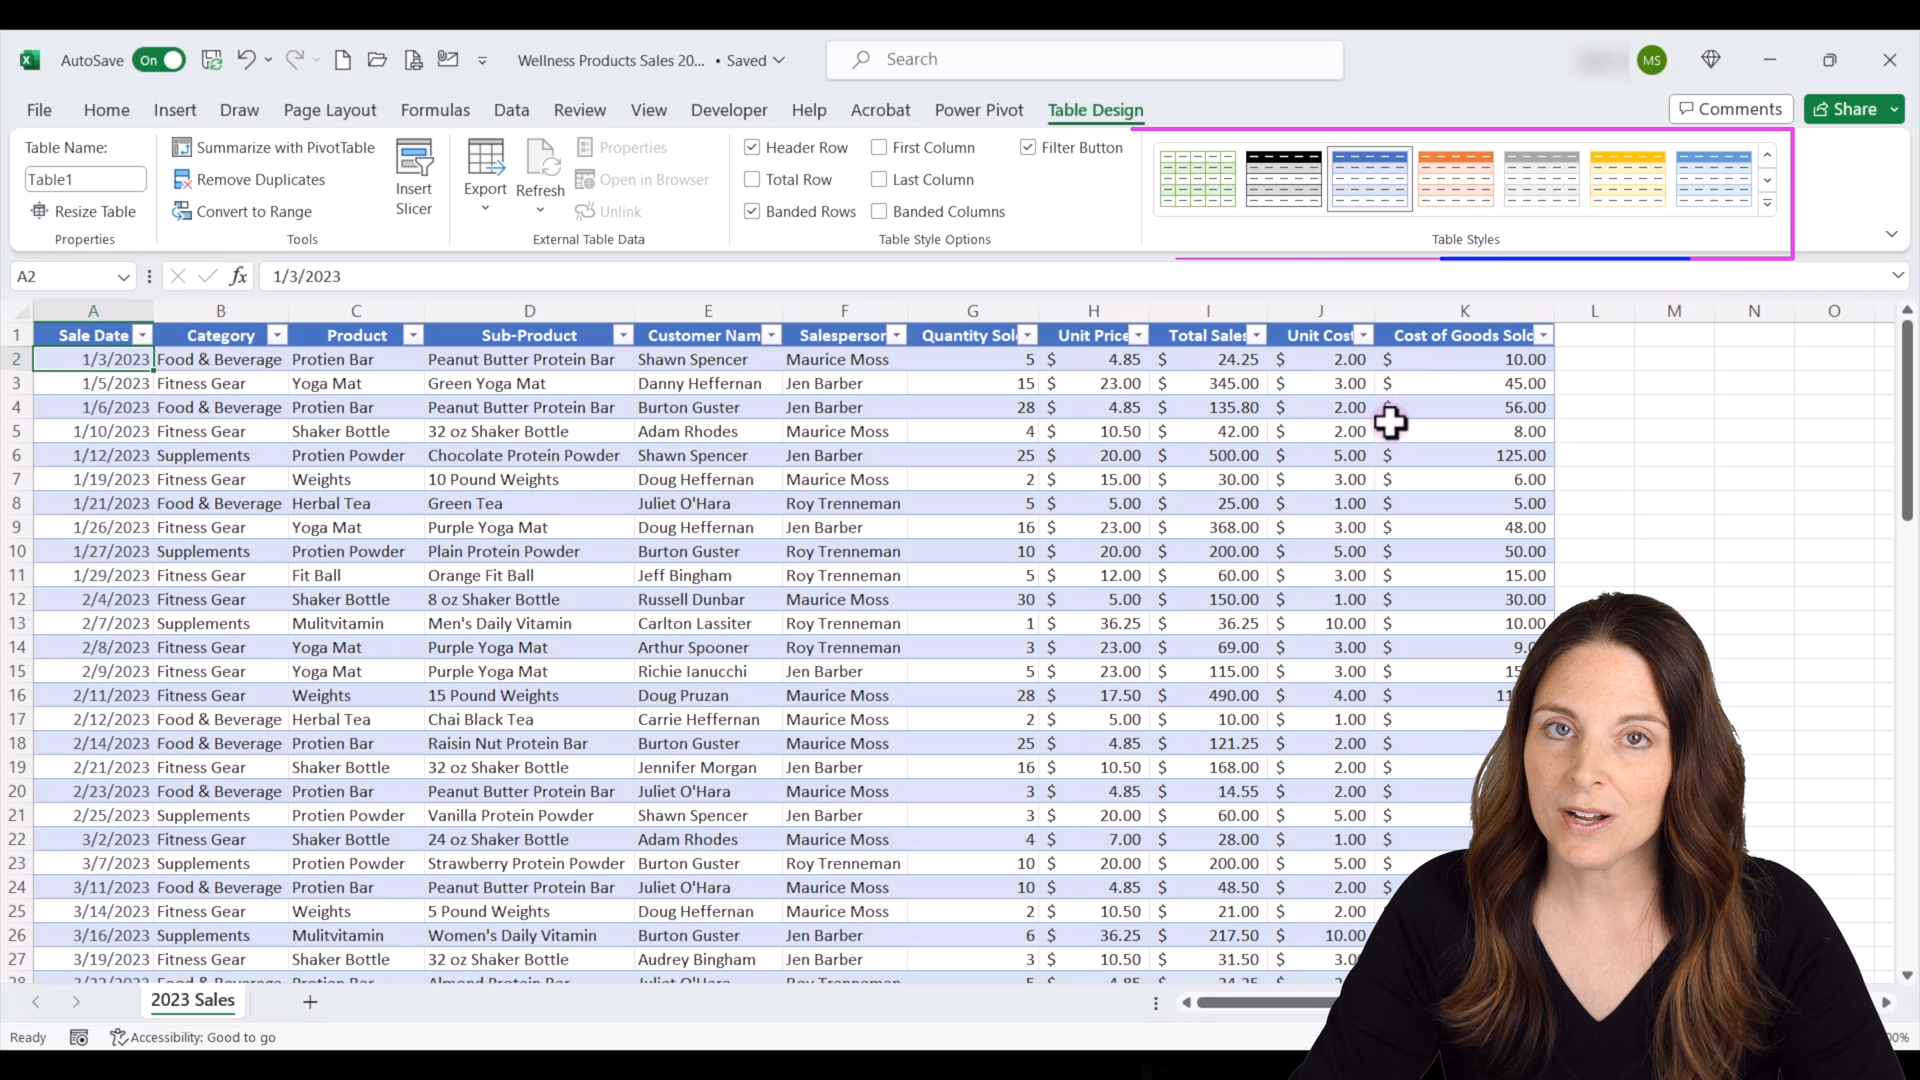 AutoSave On Wellness Products Sales 20... • Saved Search MS
File Home Insert Draw Page Layout Formulas Data Review View Developer Help Acrobat Power Pivot Table Design Comments Share
Table Name:
Table1
Resize Table
Properties
Summarize with PivotTable
Remove Duplicates
Convert to Range
Tools
Insert
Slicer
Export
Refresh
Properties
Open in Browser
Unlink
External Table Data
Header Row First Column Filter Button
Total Row Last Column
Banded Rows Banded Columns
Table Style Options
Table Styles
A2 fx 1/3/2023
A B C D E F G H I J K L M N O
1 Sale Date Category Product Sub-Product Customer Nam Salesperson Quantity Sol Unit Price Total Sales Unit Cost Cost of Goods Sold
2 1/3/2023 Food & Beverage Protien Bar Peanut Butter Protein Bar Shawn Spencer Maurice Moss 5 $ 4.85 $ 24.25 $ 2.00 $ 10.00
3 1/5/2023 Fitness Gear Yoga Mat Green Yoga Mat Danny Heffernan Jen Barber 15 $ 23.00 $ 345.00 $ 3.00 $ 45.00
4 1/6/2023 Food & Beverage Protien Bar Peanut Butter Protein Bar Burton Guster Jen Barber 28 $ 4.85 $ 135.80 $ 2.00 $ 56.00
5 1/10/2023 Fitness Gear Shaker Bottle 32 oz Shaker Bottle Adam Rhodes Maurice Moss 4 $ 10.50 $ 42.00 $ 2.00 8.00
6 1/12/2023 Supplements Protien Powder Chocolate Protein Powder Shawn Spencer Jen Barber 25 $ 20.00 $ 500.00 $ 5.00 $ 125.00
7 1/19/2023 Fitness Gear Weights 10 Pound Weights Doug Heffernan Maurice Moss 2 $ 15.00 $ 30.00 $ 3.00 $ 6.00
8 1/21/2023 Food & Beverage Herbal Tea Green Tea Juliet O'Hara Roy Trenneman 5 $ 5.00 $ 25.00 $ 1.00 $ 5.00
9 1/26/2023 Fitness Gear Yoga Mat Purple Yoga Mat Doug Heffernan Jen Barber 16 $ 23.00 $ 368.00 $ 3.00 $ 48.00
10 1/27/2023 Supplements Protien Powder Plain Protein Powder Burton Guster Roy Trenneman 10 $ 20.00 $ 200.00 $ 5.00 $ 50.00
11 1/29/2023 Fitness Gear Fit Ball Orange Fit Ball Jeff Bingham Roy Trenneman 5 $ 12.00 $ 60.00 $ 3.00 $ 15.00
12 2/4/2023 Fitness Gear Shaker Bottle 8 oz Shaker Bottle Russell Dunbar Maurice Moss 30 $ 5.00 $ 150.00 $ 1.00 $ 30.00
13 2/7/2023 Supplements Mulitvitamin Men's Daily Vitamin Carlton Lassiter Roy Trenneman 1 $ 36.25 $ 36.25 $ 10.00 $ 10.00
14 2/8/2023 Fitness Gear Yoga Mat Purple Yoga Mat Arthur Spooner Roy Trenneman 3 $ 23.00 $ 69.00 $ 3.00 $ 9.0
15 2/9/2023 Fitness Gear Yoga Mat Purple Yoga Mat Richie Ianucchi Jen Barber 5 $ 23.00 $ 115.00 $ 3.00 $ 15
16 2/11/2023 Fitness Gear Weights 15 Pound Weights Doug Pruzan Maurice Moss 28 $ 17.50 $ 490.00 $ 4.00 $ 11
17 2/12/2023 Food & Beverage Herbal Tea Chai Black Tea Carrie Heffernan Maurice Moss 2 $ 5.00 $ 10.00 $ 1.00 $
18 2/14/2023 Food & Beverage Protien Bar Raisin Nut Protein Bar Burton Guster Maurice Moss 25 $ 4.85 $ 121.25 $ 2.00 $
19 2/21/2023 Fitness Gear Shaker Bottle 32 oz Shaker Bottle Jennifer Morgan Jen Barber 16 $ 10.50 $ 168.00 $ 2.00 $
20 2/23/2023 Food & Beverage Protien Bar Peanut Butter Protein Bar Juliet O'Hara Maurice Moss 3 $ 4.85 $ 14.55 $ 2.00 $
21 2/25/2023 Supplements Protien Powder Vanilla Protein Powder Shawn Spencer Jen Barber 3 $ 20.00 $ 60.00 $ 5.00 $
22 3/2/2023 Fitness Gear Shaker Bottle 24 oz Shaker Bottle Adam Rhodes Maurice Moss 4 $ 7.00 $ 28.00 $ 1.00 $
23 3/7/2023 Supplements Protien Powder Strawberry Protein Powder Burton Guster Roy Trenneman 10 $ 20.00 $ 200.00 $ 5.00 $
24 3/11/2023 Food & Beverage Protien Bar Peanut Butter Protein Bar Juliet O'Hara Maurice Moss 10 $ 4.85 $ 48.50 $ 2.00 $
25 3/14/2023 Fitness Gear Weights 5 Pound Weights Doug Heffernan Maurice Moss 2 $ 10.50 $ 21.00 $ 2.00
26 3/16/2023 Supplements Mulitvitamin Women's Daily Vitamin Burton Guster Jen Barber 6 $ 36.25 $ 217.50 $ 10.00
27 3/19/2023 Fitness Gear Shaker Bottle 32 oz Shaker Bottle Audrey Bingham Jen Barber 3 $ 10.50 $ 31.50 $ 3.0
2023 Sales
Ready Accessibility: Good to go 00%